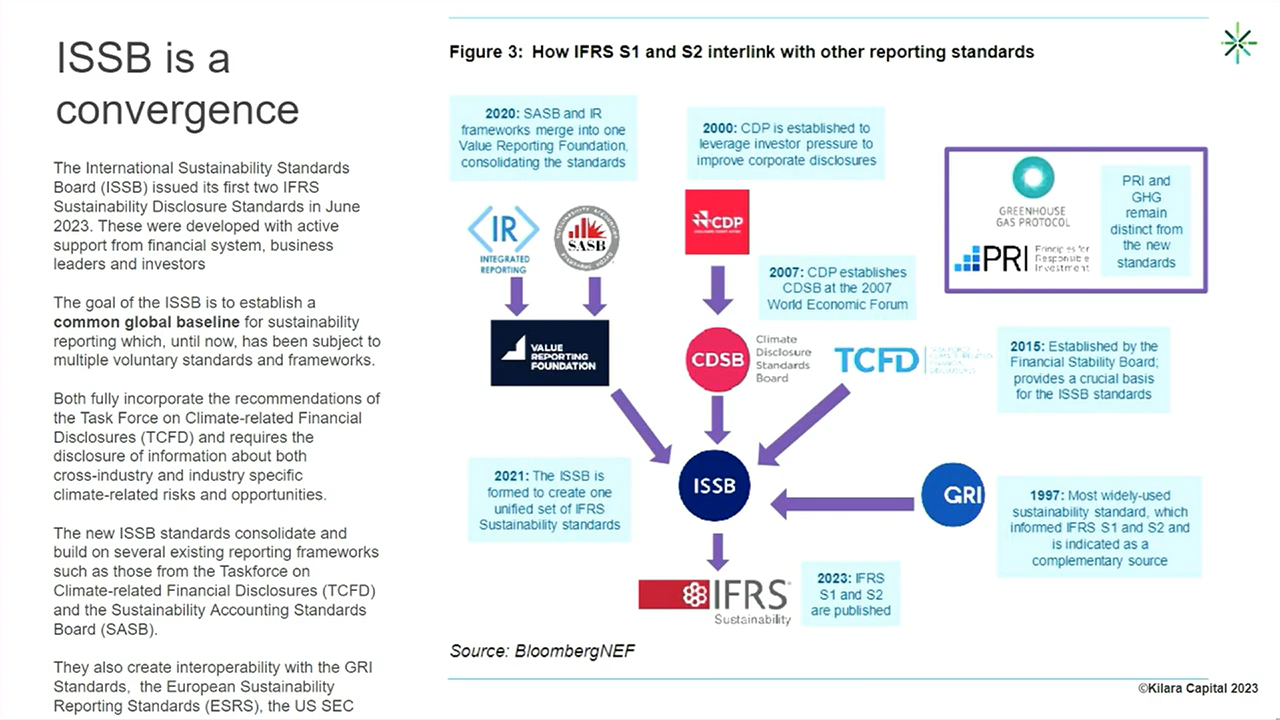 ISSB is a
convergence
The International Sustainability Standards
Board (ISSB) issued its first two IFRS
Sustainability Disclosure Standards in June
2023. These were developed with active
support from financial system, business
leaders and investors
The goal of the ISSB is to establish a
common global baseline for sustainability
reporting which, until now, has been subject to
multiple voluntary standards and frameworks.
Both fully incorporate the recommendations of
the Task Force on Climate-related Financial
Disclosures (TCFD) and requires the
disclosure of information about both
cross-industry and industry specific
climate-related risks and opportunities.
The new ISSB standards consolidate and
build on several existing reporting frameworks
such as those from the Taskforce on
Climate-related Financial Disclosures (TCFD)
and the Sustainability Accounting Standards
Board (SASB).
They also create interoperability with the GRI
Standards, the European Sustainability
Reporting Standards (ESRS), the US SEC
Figure 3: How IFRS S1 and S2 interlink with other reporting standards
2020: SASB and IR
frameworks merge into one
Value Reporting Foundation,
consolidating the standards
2000: CDP is established to
leverage investor pressure to
improve corporate disclosures
IR
INTEGRATED
REPORTING
SASB
CDP
GREENHOUSE
GAS PROTOCOL
PRI
Principles for
Responsible
Investment
PRI and
GHG
remain
distinct from
the new
standards
2007: CDP establishes
CDSB at the 2007
World Economic Forum
VALUE
REPORTING
FOUNDATION
CDSB
Climate
Disclosure
Standards
Board
TCFD
2015: Established by the
Financial Stability Board;
provides a crucial basis
for the ISSB standards
2021: The ISSB is
formed to create one
unified set of IFRS
Sustainability standards
ISSB
GRI
1997: Most widely-used
sustainability standard, which
informed IFRS S1 and S2 and
is indicated as a
complementary source
IFRS
Sustainability
2023: IFRS
S1 and S2
are published
Source: BloombergNEF
©Kilara Capital 2023